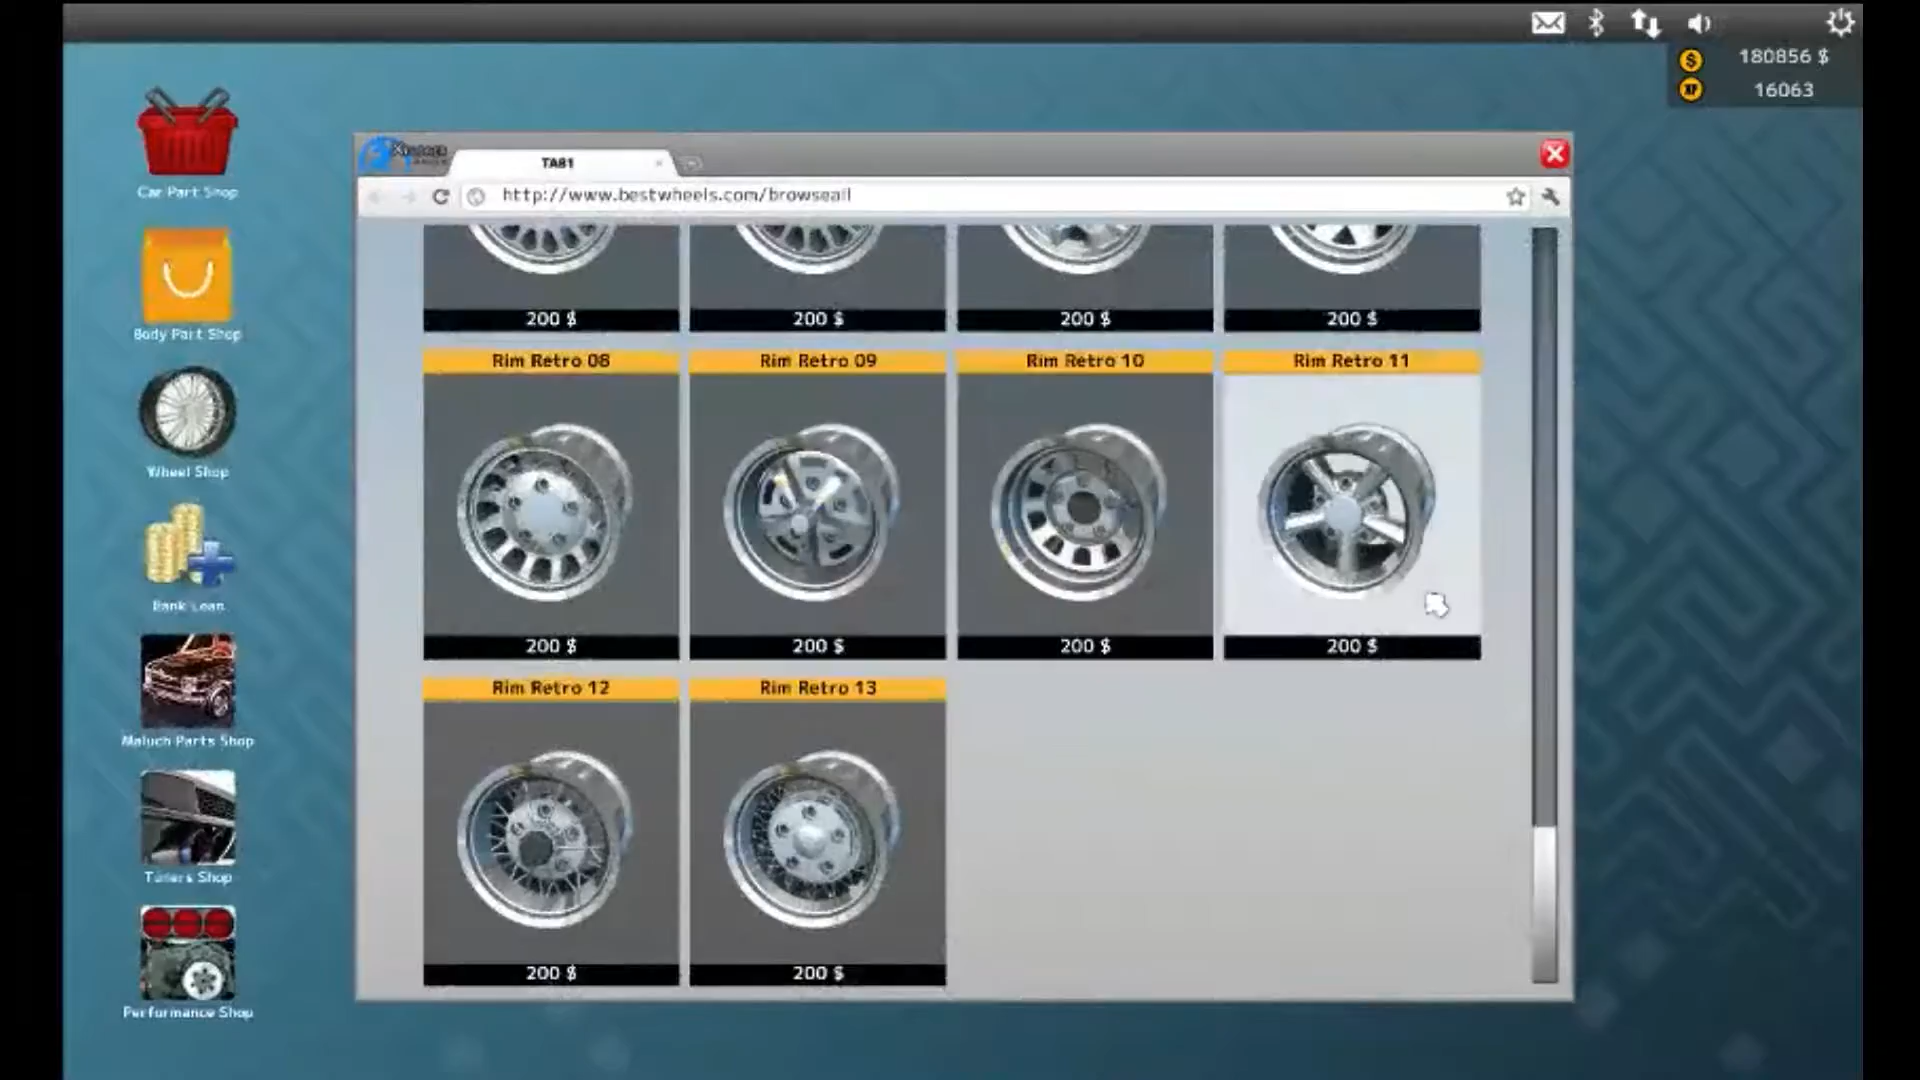 180856 $
16063
TAB1
http://www.bestwheels.com/browseall
200 $ 200 $ 200 $ 200 $
Rim Retro 08 Rim Retro 09 Rim Retro 10 Rim Retro 11
200 $ 200 $ 200 $ 200 $
Rim Retro 12 Rim Retro 13
200 $ 200 $
Car Part Shop
Body Part Shop
Wheel Shop
Bank Loan
Maluch Parts Shop
Tuners Shop
Performance Shop